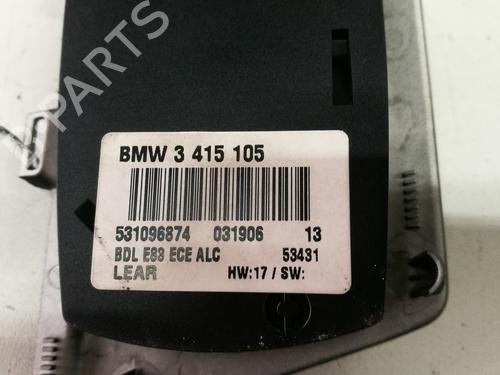 B-PARTS
BMW 3 415 105
531096874 031906 13
BDL E83 ECE ALC 53431
LEAR HW:17 / SW: